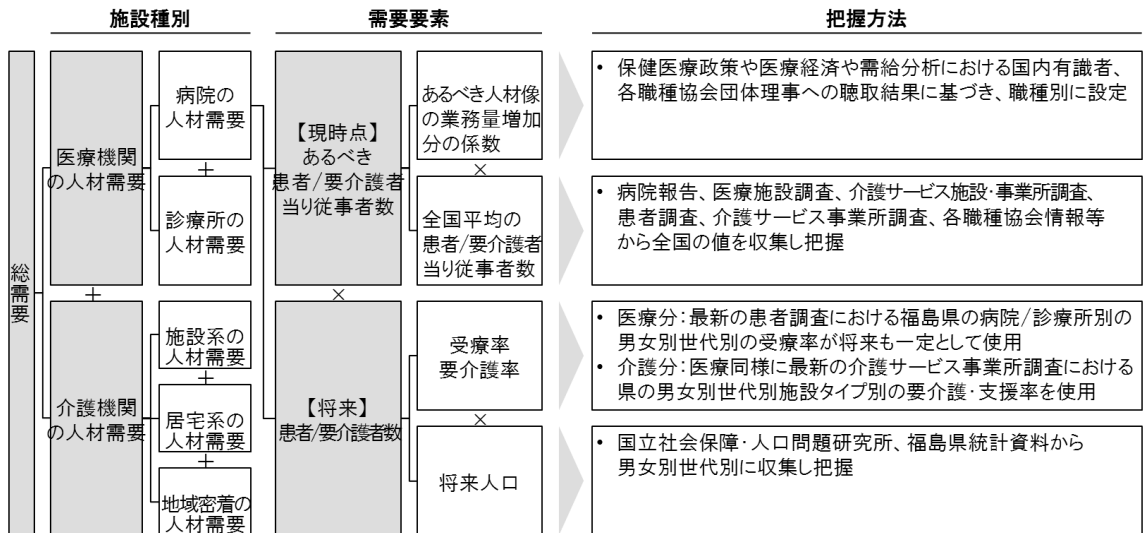 施設種別
需要要素
把握方法
総需要
医療機関
の人材需要
+
介護機関
の人材需要
病院の
人材需要
+
診療所の
人材需要
施設系の
人材需要
+
居宅系の
人材需要
+
地域密着の
人材需要
【現時点】
あるべき
患者/要介護者
当り従事者数
×
【将来】
患者/要介護者数
あるべき人材像
の業務量増加
分の係数
×
全国平均の
患者/要介護者
当り従事者数
受療率
要介護率
×
将来人口
• 保健医療政策や医療経済や需給分析における国内有識者、
各職種協会団体理事への聴取結果に基づき、職種別に設定
• 病院報告、医療施設調査、介護サービス施設・事業所調査、
患者調査、介護サービス事業所調査、各職種協会情報等
から全国の値を収集し把握
• 医療分:最新の患者調査における福島県の病院/診療所別の
男女別世代別の受療率が将来も一定として使用
• 介護分:医療同様に最新の介護サービス事業所調査における
県の男女別世代別施設タイプ別の要介護・支援率を使用
• 国立社会保障・人口問題研究所、福島県統計資料から
男女別世代別に収集し把握